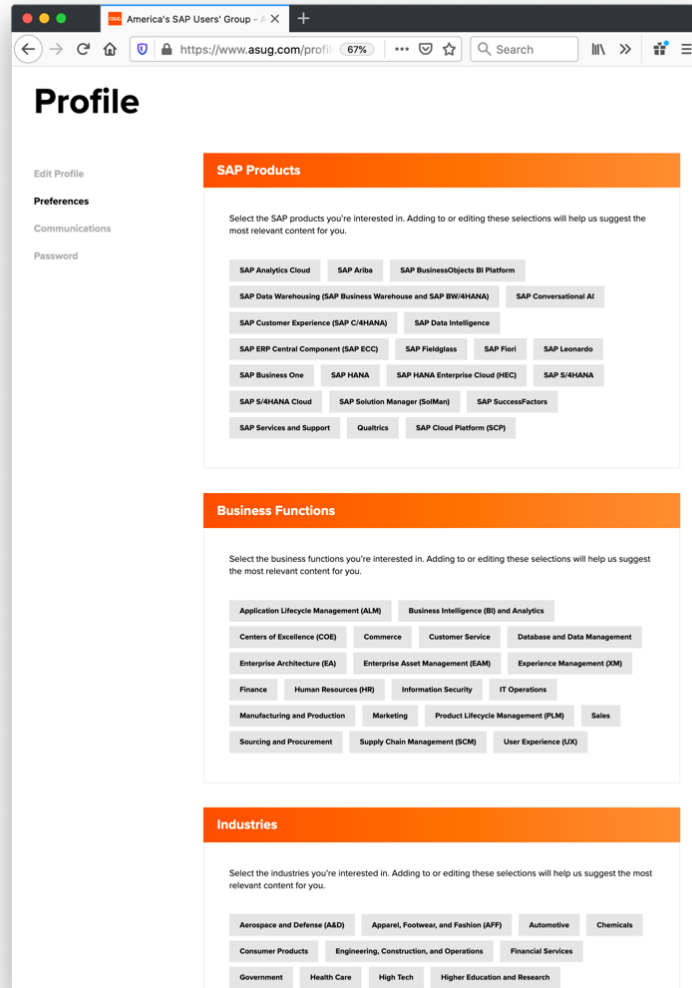 America's SAP Users' Group - A
https://www.asug.com/profil 67% Search
Profile
Edit Profile
Preferences
Communications
Password
SAP Products
Select the SAP products you're interested in. Adding to or editing these selections will help us suggest the
most relevant content for you.
SAP Analytics Cloud SAP Ariba SAP BusinessObjects BI Platform
SAP Data Warehousing (SAP Business Warehouse and SAP BW/4HANA) SAP Conversational AI
SAP Customer Experience (SAP C/4HANA) SAP Data Intelligence
SAP ERP Central Component (SAP ECC) SAP Fieldglass SAP Fiori SAP Leonardo
SAP Business One SAP HANA SAP HANA Enterprise Cloud (HEC) SAP S/4HANA
SAP S/4HANA Cloud SAP Solution Manager (SolMan) SAP SuccessFactors
SAP Services and Support Qualtrics SAP Cloud Platform (SCP)
Business Functions
Select the business functions you're interested in. Adding to or editing these selections will help us suggest
the most relevant content for you.
Application Lifecycle Management (ALM) Business Intelligence (BI) and Analytics
Centers of Excellence (COE) Commerce Customer Service Database and Data Management
Enterprise Architecture (EA) Enterprise Asset Management (EAM) Experience Management (XM)
Finance Human Resources (HR) Information Security IT Operations
Manufacturing and Production Marketing Product Lifecycle Management (PLM) Sales
Sourcing and Procurement Supply Chain Management (SCM) User Experience (UX)
Industries
Select the industries you're interested in. Adding to or editing these selections will help us suggest the most
relevant content for you.
Aerospace and Defense (A&D) Apparel, Footwear, and Fashion (AFF) Automotive Chemicals
Consumer Products Engineering, Construction, and Operations Financial Services
Government Health Care High Tech Higher Education and Research